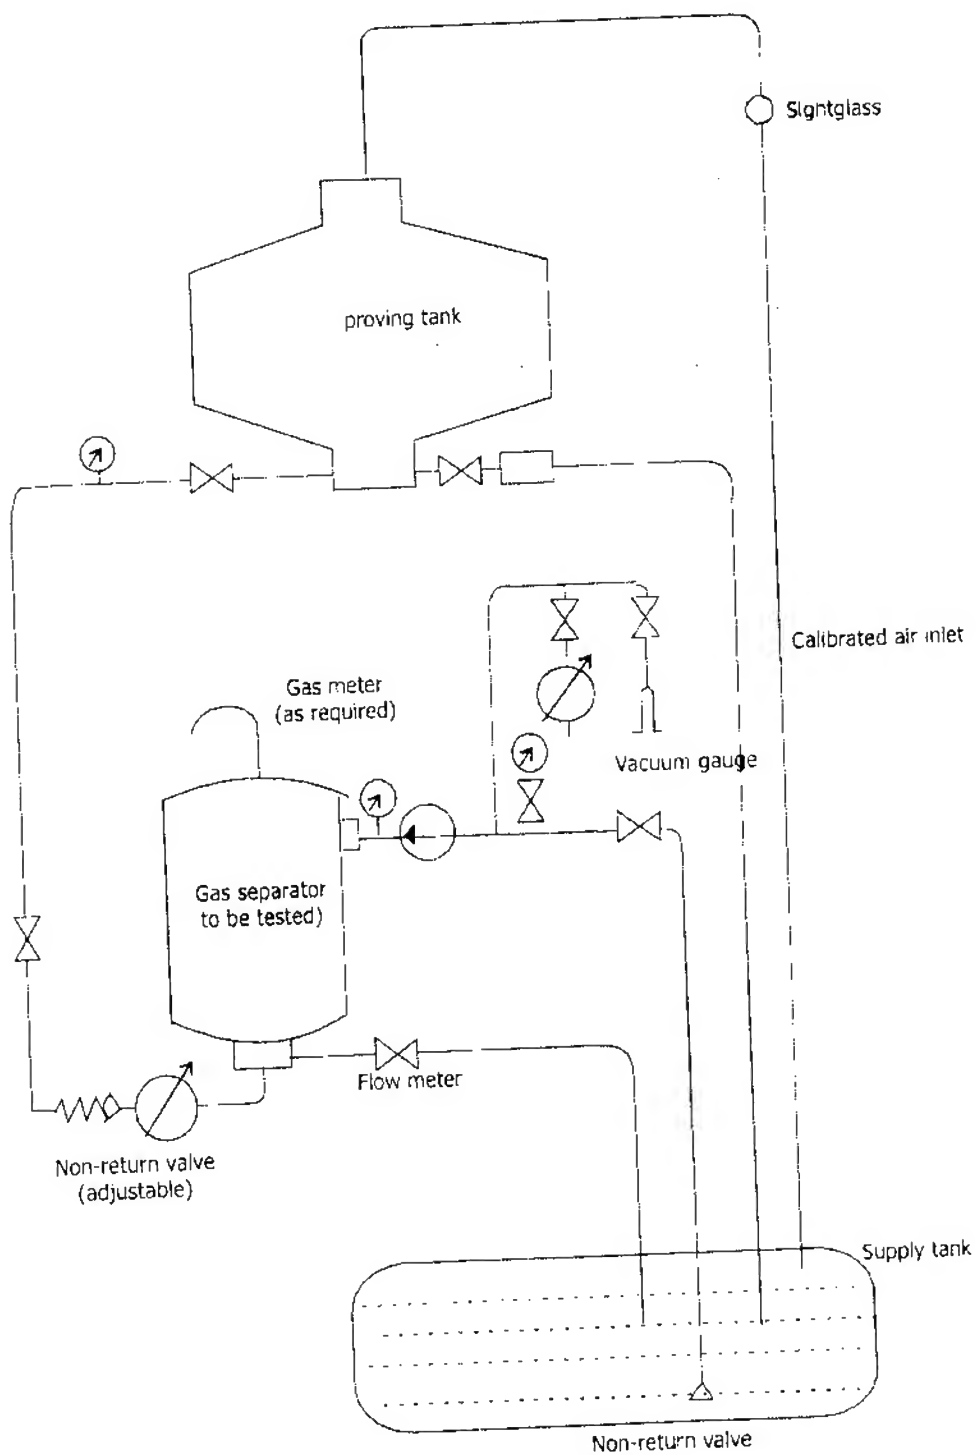 Sightglass
proving tank
Calibrated air inlet
Gas meter
(as required)
Vacuum gauge
Gas separator
to be tested)
Flow meter
Non-return valve
(adjustable)
Supply tank
Non-return valve